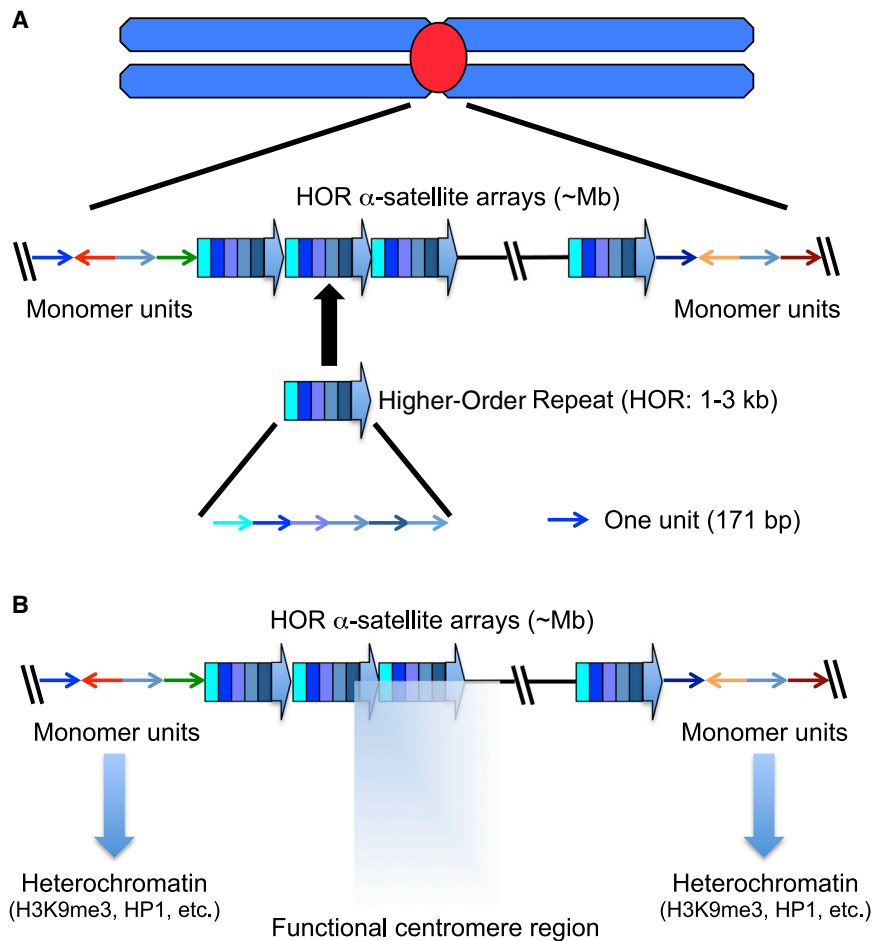 A
HOR α-satellite arrays (~Mb)
Monomer units
Monomer units
Higher-Order Repeat (HOR: 1-3 kb)
One unit (171 bp)
B
HOR α-satellite arrays (~Mb)
Monomer units
Monomer units
Heterochromatin
(H3K9me3, HP1, etc.)
Heterochromatin
(H3K9me3, HP1, etc.)
Functional centromere region